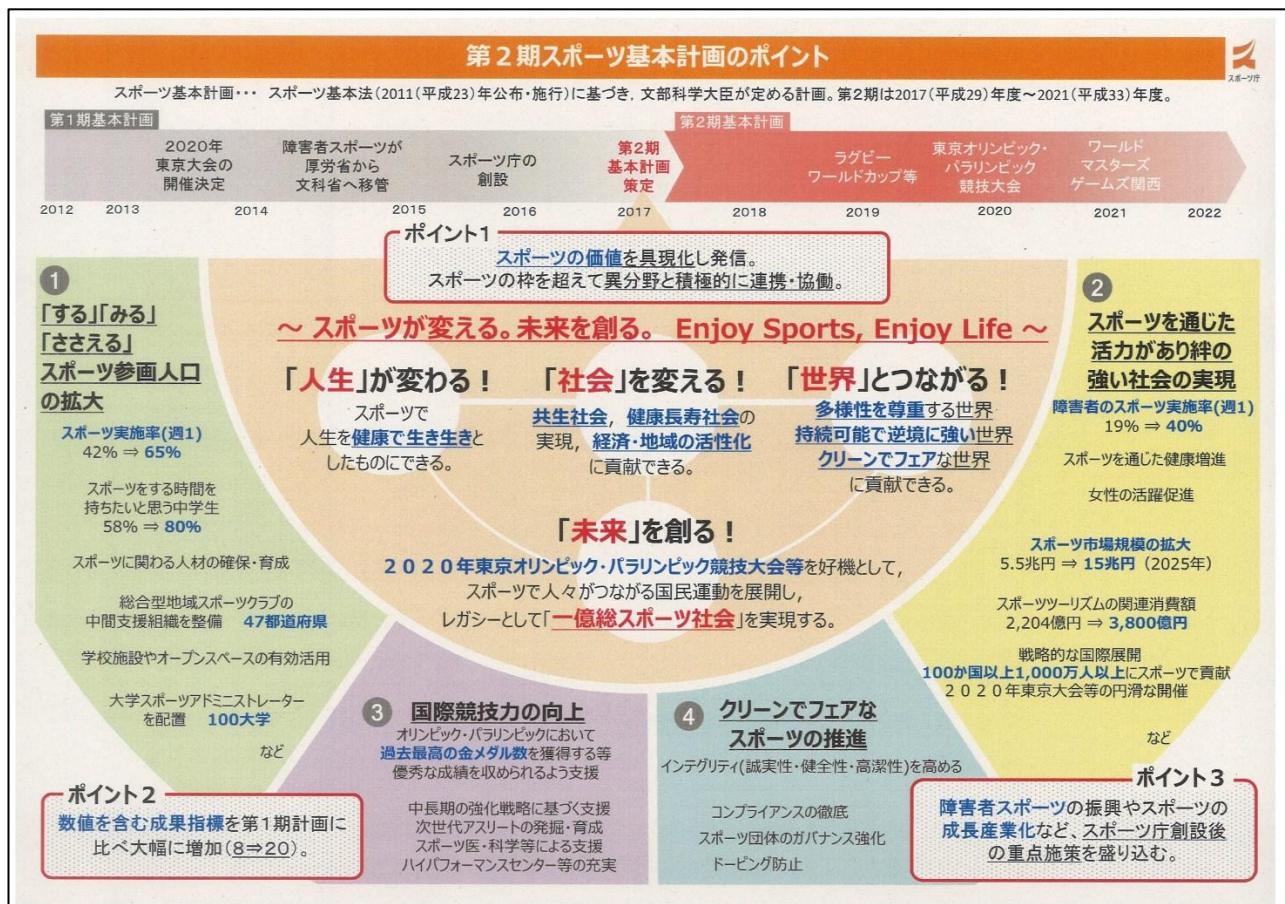 第２期スポーツ基本計画のポイント
スポーツ庁
スポーツ基本計画･･･ スポーツ基本法(2011(平成23)年公布・施行)に基づき，文部科学大臣が定める計画。第２期は2017(平成29)年度～2021(平成33)年度。
第１期基本計画
第２期基本計画
2020年
東京大会の
開催決定
障害者スポーツが
厚労省から
文科省へ移管
スポーツ庁の
創設
第２期
基本計画
策定
ラグビー
ワールドカップ等
東京オリンピック・
パラリンピック
競技大会
ワールド
マスターズ
ゲームズ関西
2012 2013 2014 2015 2016 2017 2018 2019 2020 2021 2022
ポイント1
スポーツの価値を具現化し発信。
スポーツの枠を超えて異分野と積極的に連携・協働。
～ スポーツが変える。未来を創る。 Enjoy Sports, Enjoy Life ～
「人生」が変わる！
スポーツで
人生を健康で生き生きと
したものにできる。
「社会」を変える！
共生社会，健康長寿社会の
実現，経済・地域の活性化
に貢献できる。
「世界」とつながる！
多様性を尊重する世界
持続可能で逆境に強い世界
クリーンでフェアな世界
に貢献できる。
「未来」を創る！
２０２０年東京オリンピック・パラリンピック競技大会等を好機として，
スポーツで人々がつながる国民運動を展開し，
レガシーとして「一億総スポーツ社会」を実現する。
1
「する」「みる」
「ささえる」
スポーツ参画人口
の拡大
スポーツ実施率(週1)
42% ⇒ 65%
スポーツをする時間を
持ちたいと思う中学生
58% ⇒ 80%
スポーツに関わる人材の確保・育成
総合型地域スポーツクラブの
中間支援組織を整備 47都道府県
学校施設やオープンスペースの有効活用
大学スポーツアドミニストレーター
を配置 100大学
など
2
スポーツを通じた
活力があり絆の
強い社会の実現
障害者のスポーツ実施率(週1)
19% ⇒ 40%
スポーツを通じた健康増進
女性の活躍促進
スポーツ市場規模の拡大
5.5兆円 ⇒ 15兆円（2025年）
スポーツツーリズムの関連消費額
2,204億円 ⇒ 3,800億円
戦略的な国際展開
100か国以上1,000万人以上にスポーツで貢献
２０２０年東京大会等の円滑な開催
など
3
国際競技力の向上
オリンピック・パラリンピックにおいて
過去最高の金メダル数を獲得する等
優秀な成績を収められるよう支援
中長期の強化戦略に基づく支援
次世代アスリートの発掘・育成
スポーツ医・科学等による支援
ハイパフォーマンスセンター等の充実
4
クリーンでフェアな
スポーツの推進
インテグリティ(誠実性・健全性・高潔性)を高める
コンプライアンスの徹底
スポーツ団体のガバナンス強化
ドーピング防止
ポイント２
数値を含む成果指標を第１期計画に
比べ大幅に増加(8⇒20)。
ポイント３
障害者スポーツの振興やスポーツの
成長産業化など、スポーツ庁創設後
の重点施策を盛り込む。